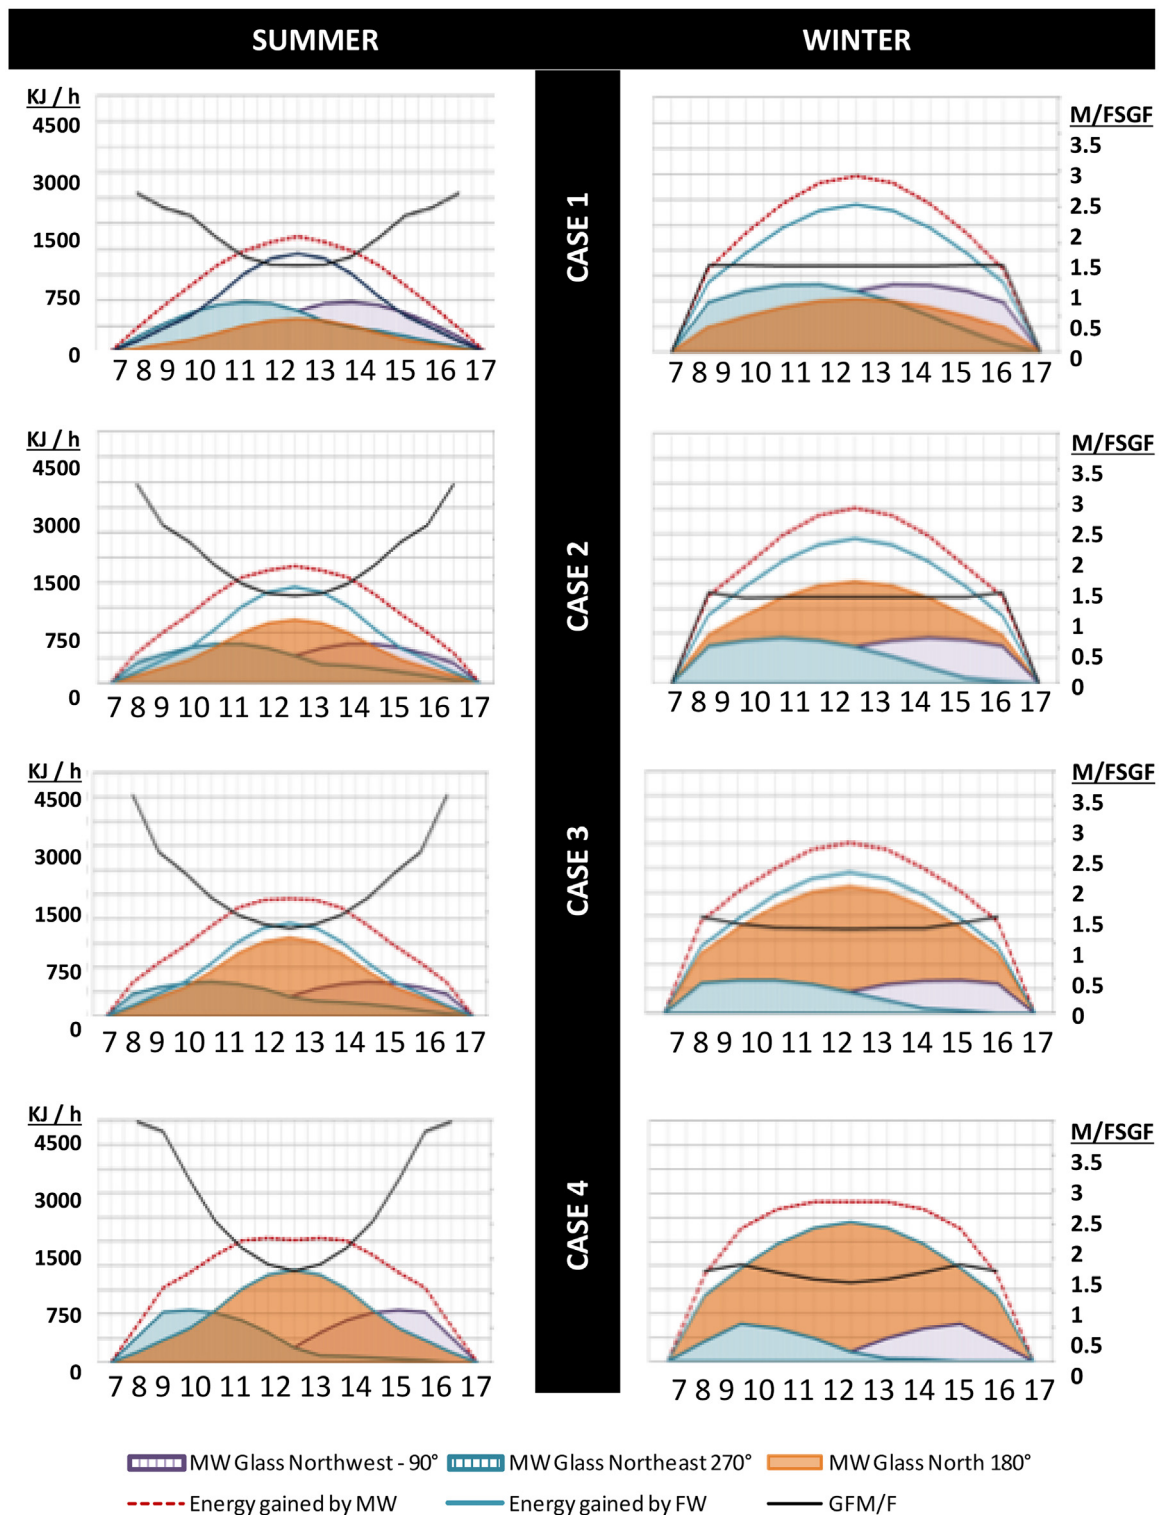 SUMMER WINTER
CASE 1
KJ / h
4500
3000
1500
750
0
7 8 9 10 11 12 13 14 15 16 17
M/FSGF
3.5
3
2.5
2
1.5
1
0.5
0
7 8 9 10 11 12 13 14 15 16 17
CASE 2
KJ / h
4500
3000
1500
750
0
7 8 9 10 11 12 13 14 15 16 17
M/FSGF
3.5
3
2.5
2
1.5
1
0.5
0
7 8 9 10 11 12 13 14 15 16 17
CASE 3
KJ / h
4500
3000
1500
750
0
7 8 9 10 11 12 13 14 15 16 17
M/FSGF
3.5
3
2.5
2
1.5
1
0.5
0
7 8 9 10 11 12 13 14 15 16 17
CASE 4
KJ / h
4500
3000
1500
750
0
7 8 9 10 11 12 13 14 15 16 17
M/FSGF
3.5
3
2.5
2
1.5
1
0.5
0
7 8 9 10 11 12 13 14 15 16 17
MW Glass Northwest - 90° MW Glass Northeast 270° MW Glass North 180°
Energy gained by MW Energy gained by FW GFM/F